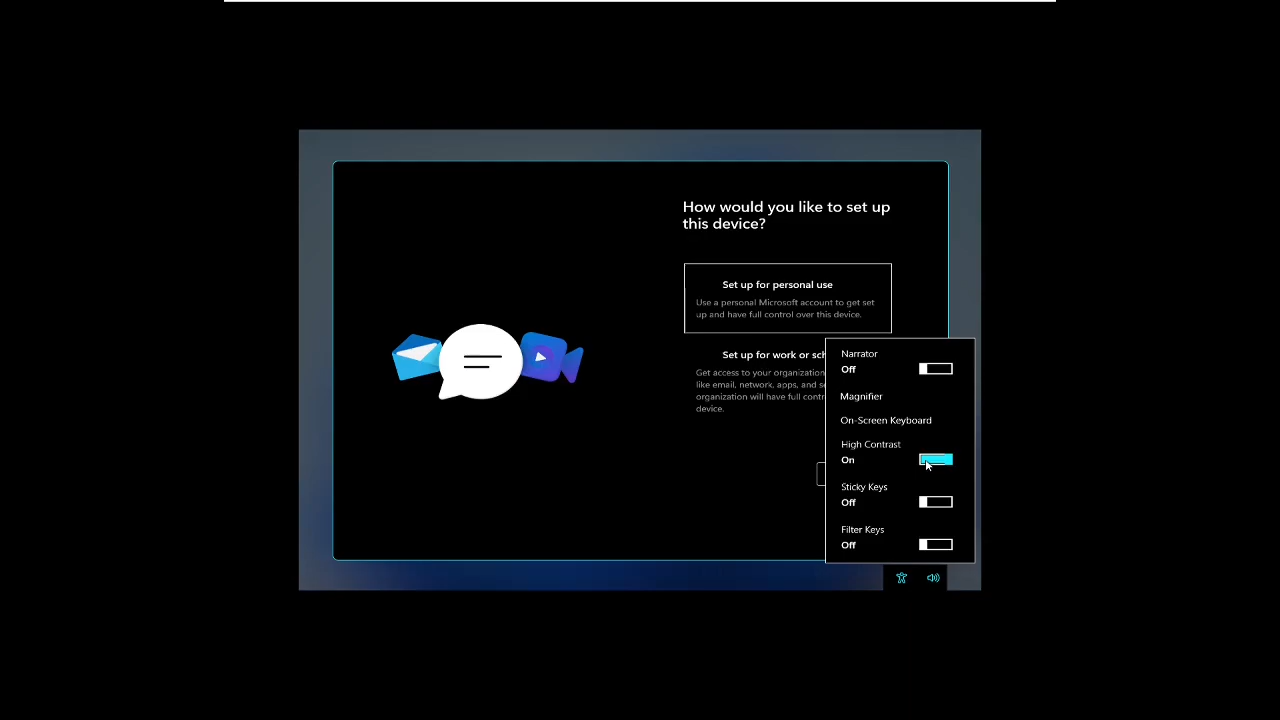 How would you like to set up
this device?
Set up for personal use
Use a personal Microsoft account to get set
up and have full control over this device.
Set up for work or sch
Get access to your organization
like email, network, apps, and se
organization will have full contr
device.
Narrator
Off
Magnifier
On-Screen Keyboard
High Contrast
On
Sticky Keys
Off
Filter Keys
Off